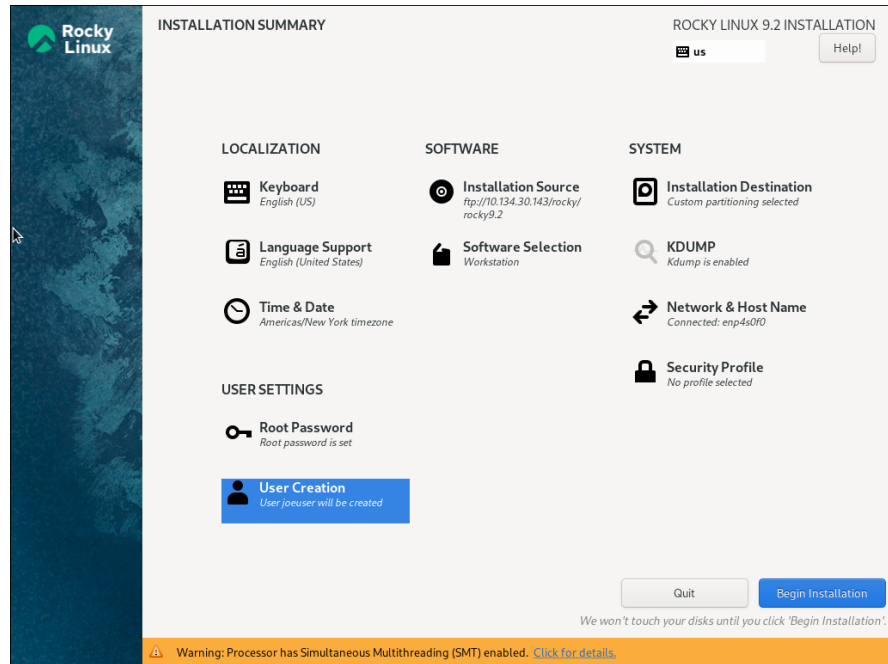 Rocky
Linux
INSTALLATION SUMMARY
ROCKY LINUX 9.2 INSTALLATION
us
Help!
LOCALIZATION
Keyboard
English (US)
Language Support
English (United States)
Time & Date
Americas/New York timezone
SOFTWARE
Installation Source
ftp://10.134.30.143/rocky/
rocky9.2
Software Selection
Workstation
SYSTEM
Installation Destination
Custom partitioning selected
KDUMP
Kdump is enabled
Network & Host Name
Connected: enp4s0f0
Security Profile
No profile selected
USER SETTINGS
Root Password
Root password is set
User Creation
User joeuser will be created
Quit
Begin Installation
We won't touch your disks until you click 'Begin Installation'.
Warning: Processor has Simultaneous Multithreading (SMT) enabled. Click for details.